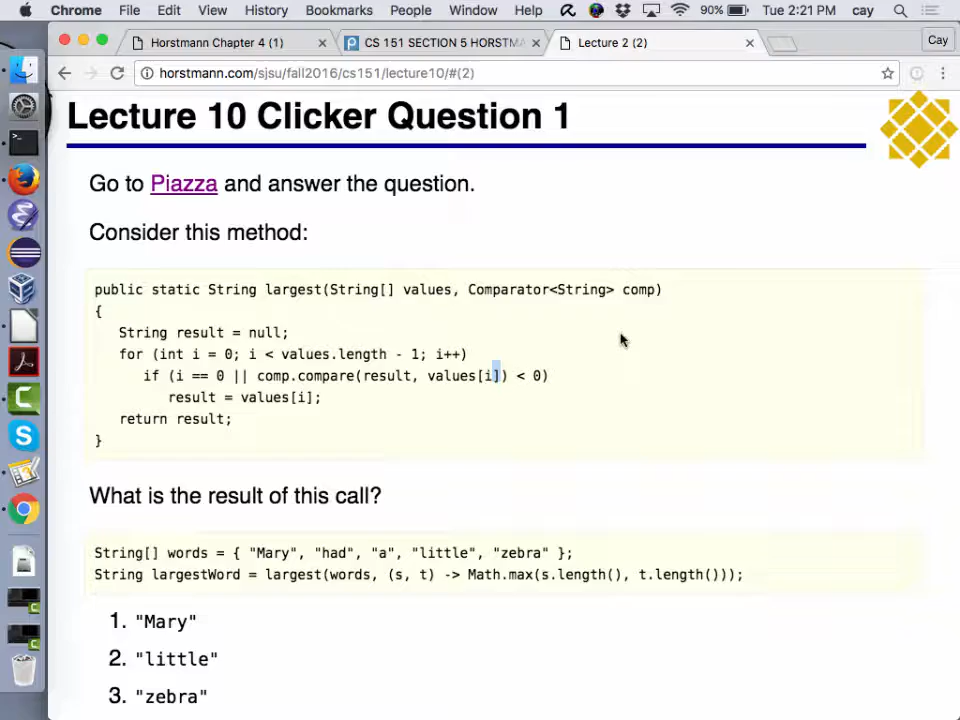 Chrome File Edit View History Bookmarks People Window Help 90% Tue 2:21 PM cay
Horstmann Chapter 4 (1) CS 151 SECTION 5 HORSTMA Lecture 2 (2) Cay
horstmann.com/sjsu/fall2016/cs151/lecture10/#(2)
Lecture 10 Clicker Question 1
Go to Piazza and answer the question.
Consider this method:
public static String largest(String[] values, Comparator<String> comp)
{
String result = null;
for (int i = 0; i < values.length - 1; i++)
if (i == 0 || comp.compare(result, values[i]) < 0)
result = values[i];
return result;
}
What is the result of this call?
String[] words = { "Mary", "had", "a", "little", "zebra" };
String largestWord = largest(words, (s, t) -> Math.max(s.length(), t.length()));
1. "Mary"
2. "little"
3. "zebra"